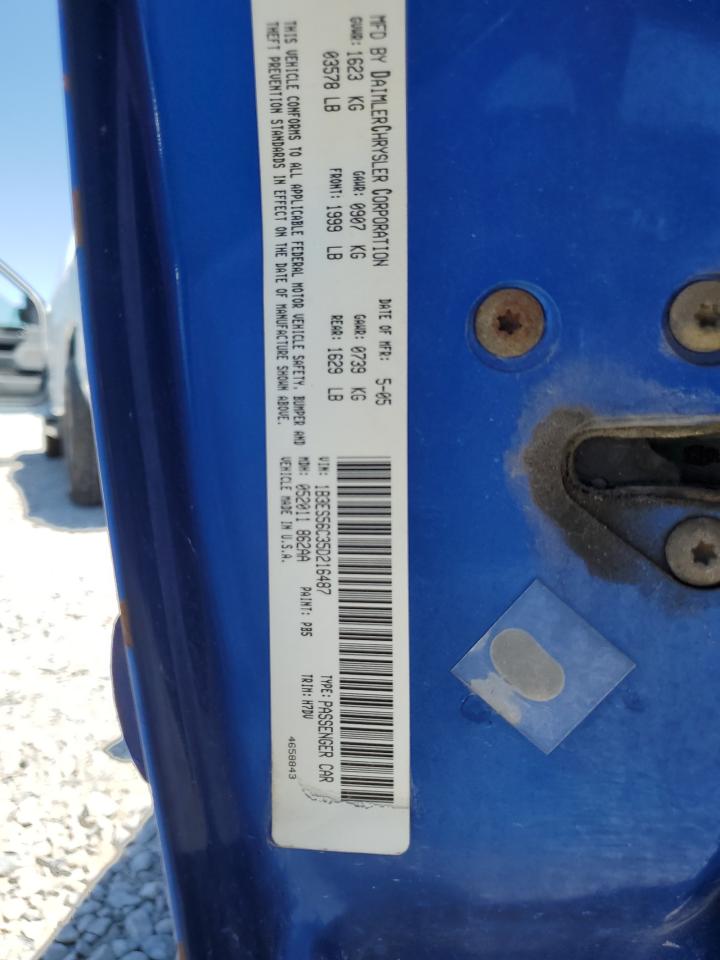 MFD BY DAIMLERCHRYSLER CORPORATION DATE OF MFR: 5-05
GVWR: 1623 KG GAWR: 0907 KG GAWR: 0739 KG
03578 LB FRONT: 1999 LB REAR: 1629 LB
THIS VEHICLE CONFORMS TO ALL APPLICABLE FEDERAL MOTOR VEHICLE SAFETY, BUMPER AND
THEFT PREVENTION STANDARDS IN EFFECT ON THE DATE OF MANUFACTURE SHOWN ABOVE.
VIN: 1B3ES56C35D216487 TYPE: PASSENGER CAR
MDH: 052011 862AA PAINT: PB5 TRIM: M7DV
VEHICLE MADE IN U.S.A. 4658843